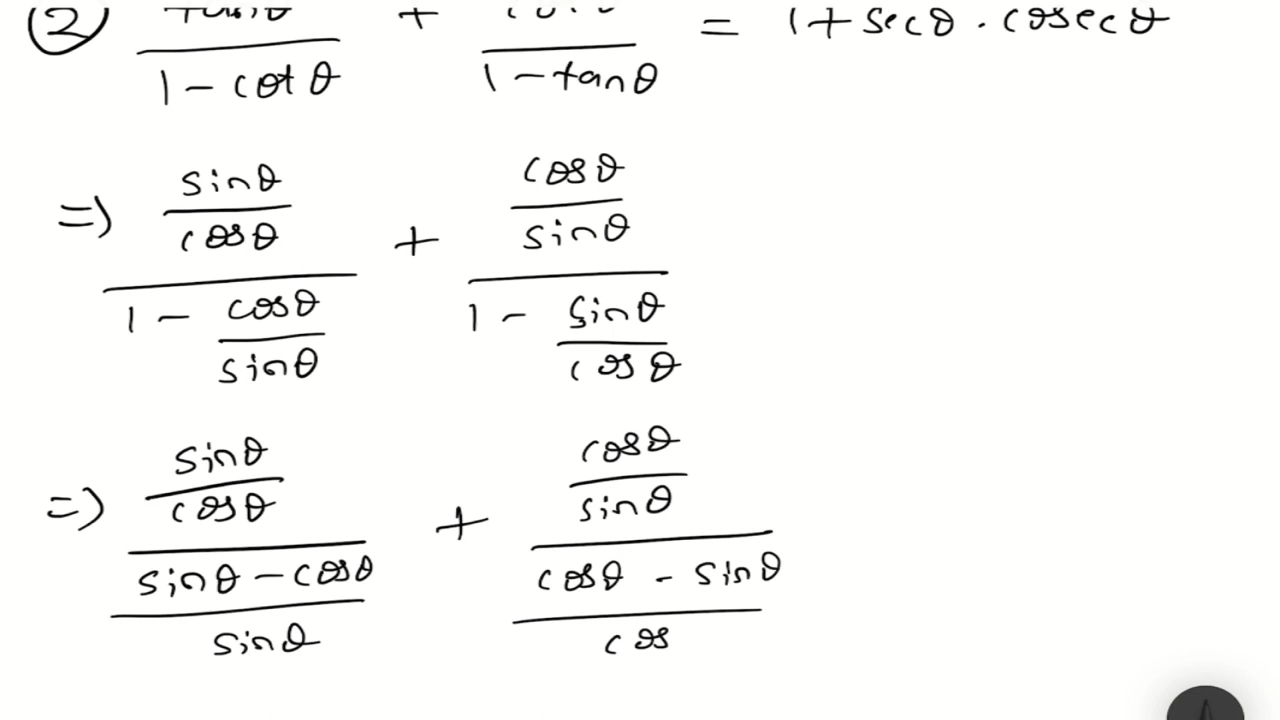 ② tanθ/(1 - cotθ) + cotθ/(1 - tanθ) = 1 + secθ . cosecθ
=> (sinθ/cosθ)/(1 - cosθ/sinθ) + (cosθ/sinθ)/(1 - sinθ/cosθ)
=> (sinθ/cosθ)/((sinθ - cosθ)/sinθ) + (cosθ/sinθ)/((cosθ - sinθ)/cos